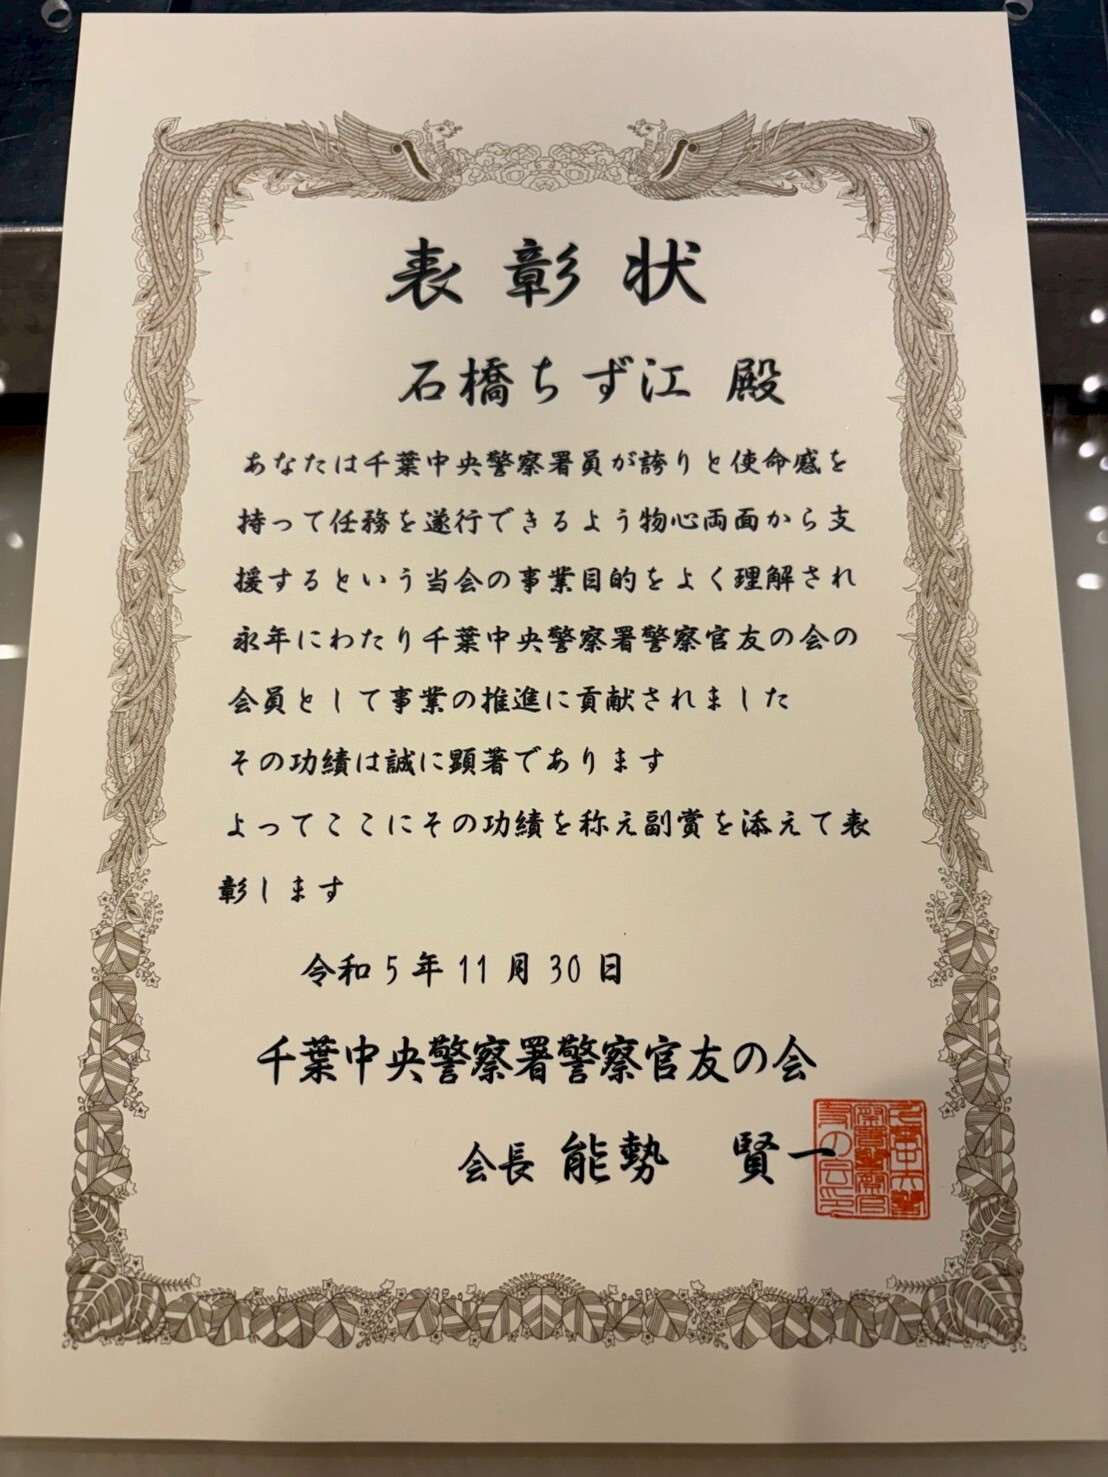 表彰状
石橋ちず江 殿
あなたは千葉中央警察署員が誇りと使命感を
持って任務を遂行できるよう物心両面から支
援するという当会の事業目的をよく理解され
永年にわたり千葉中央警察署警察官友の会の
会員として事業の推進に貢献されました
その功績は誠に顕著であります
よってここにその功績を称え副賞を添えて表
彰します
令和5年11月30日
千葉中央警察署警察官友の会
会長 能勢 賢一